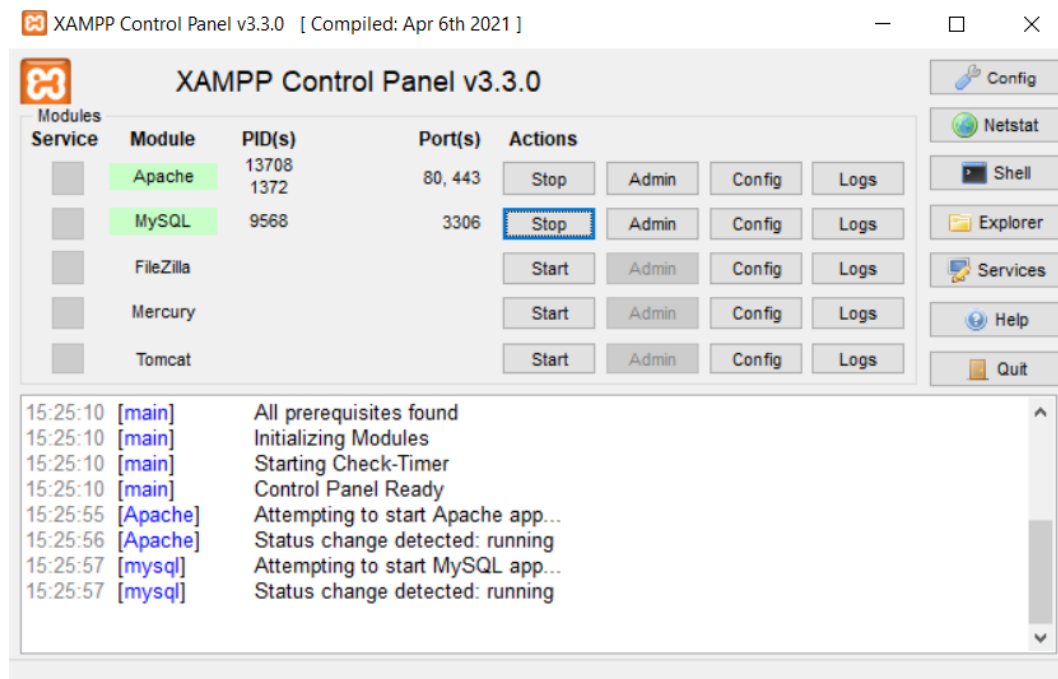 XAMPP Control Panel v3.3.0 [ Compiled: Apr 6th 2021 ]
XAMPP Control Panel v3.3.0
Config
Modules
Service Module PID(s) Port(s) Actions
Netstat
Apache 13708 1372 80, 443 Stop Admin Config Logs
Shell
MySQL 9568 3306 Stop Admin Config Logs
Explorer
FileZilla Start Admin Config Logs
Services
Mercury Start Admin Config Logs
Help
Tomcat Start Admin Config Logs
Quit
15:25:10 [main] All prerequisites found
15:25:10 [main] Initializing Modules
15:25:10 [main] Starting Check-Timer
15:25:10 [main] Control Panel Ready
15:25:55 [Apache] Attempting to start Apache app...
15:25:56 [Apache] Status change detected: running
15:25:57 [mysql] Attempting to start MySQL app...
15:25:57 [mysql] Status change detected: running